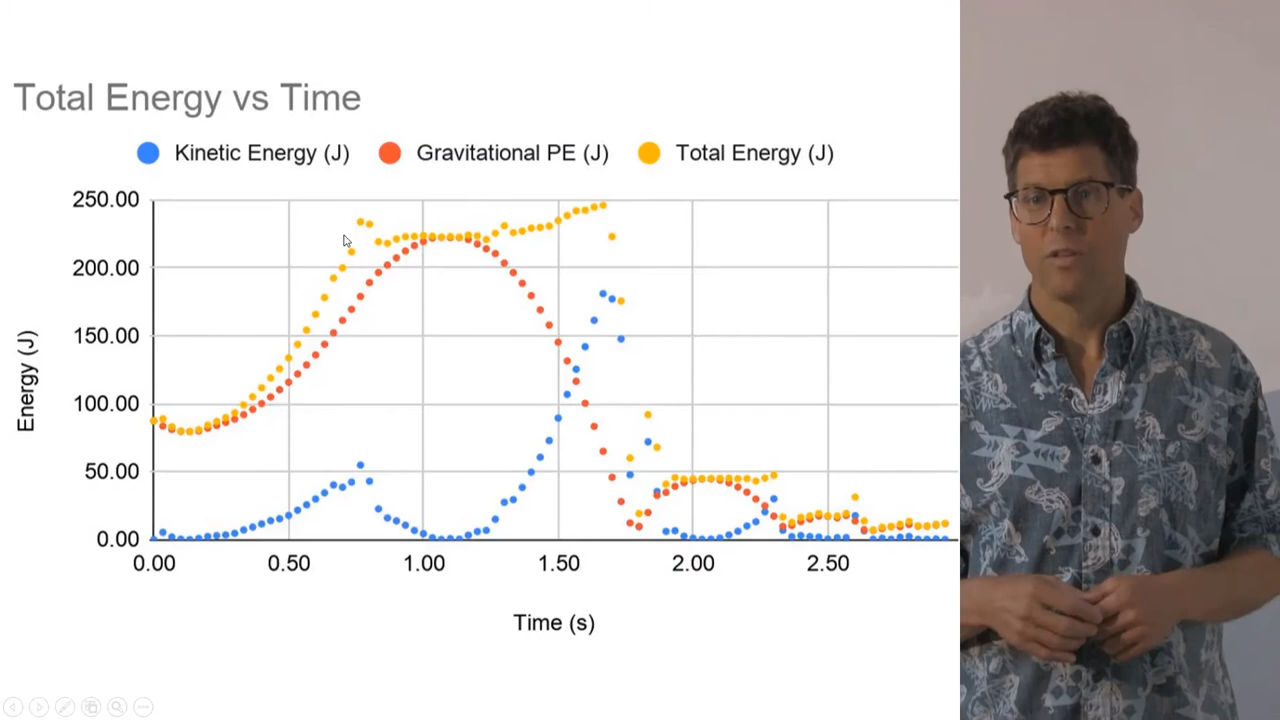 Total Energy vs Time
Kinetic Energy (J) Gravitational PE (J) Total Energy (J)
250.00
200.00
150.00
100.00
50.00
0.00
Energy (J)
0.00 0.50 1.00 1.50 2.00 2.50
Time (s)